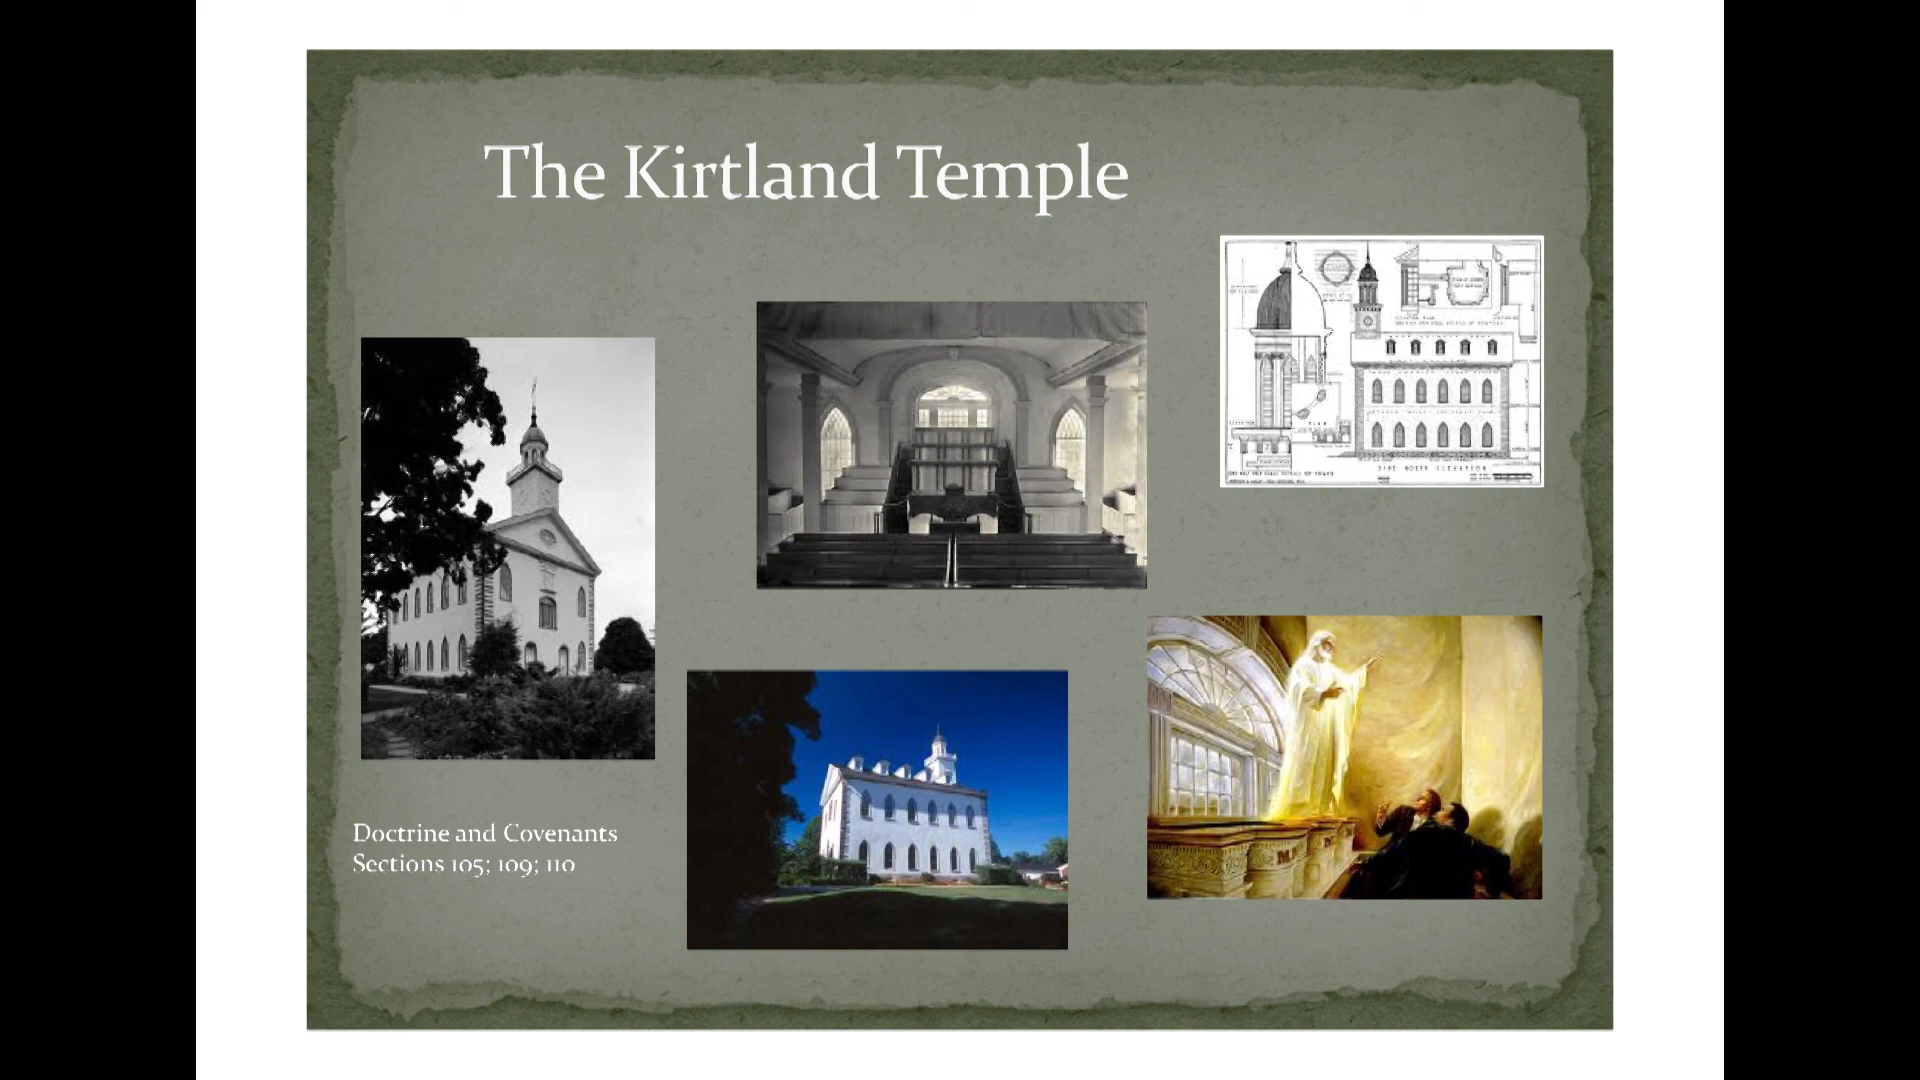 The Kirtland Temple
Doctrine and Covenants
Sections 105; 109; 110